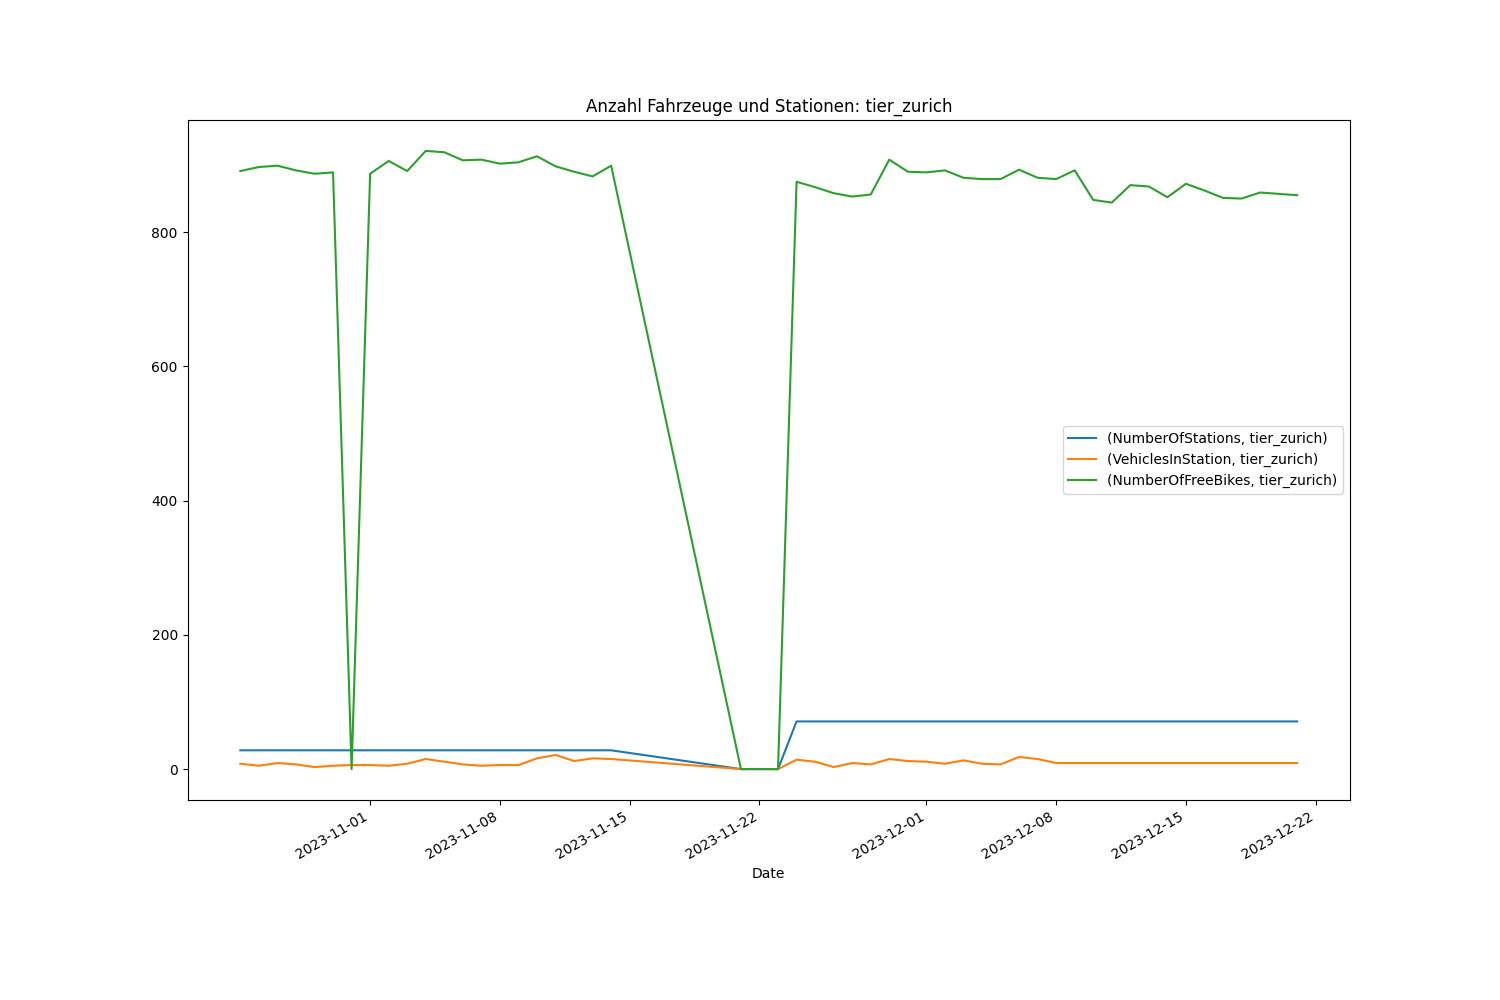 Anzahl Fahrzeuge und Stationen: tier_zurich
800
600
400
200
0
(NumberOfStations, tier_zurich)
(VehiclesInStation, tier_zurich)
(NumberOfFreeBikes, tier_zurich)
2023-11-01
2023-11-08
2023-11-15
2023-11-22
2023-12-01
2023-12-08
2023-12-15
2023-12-22
Date